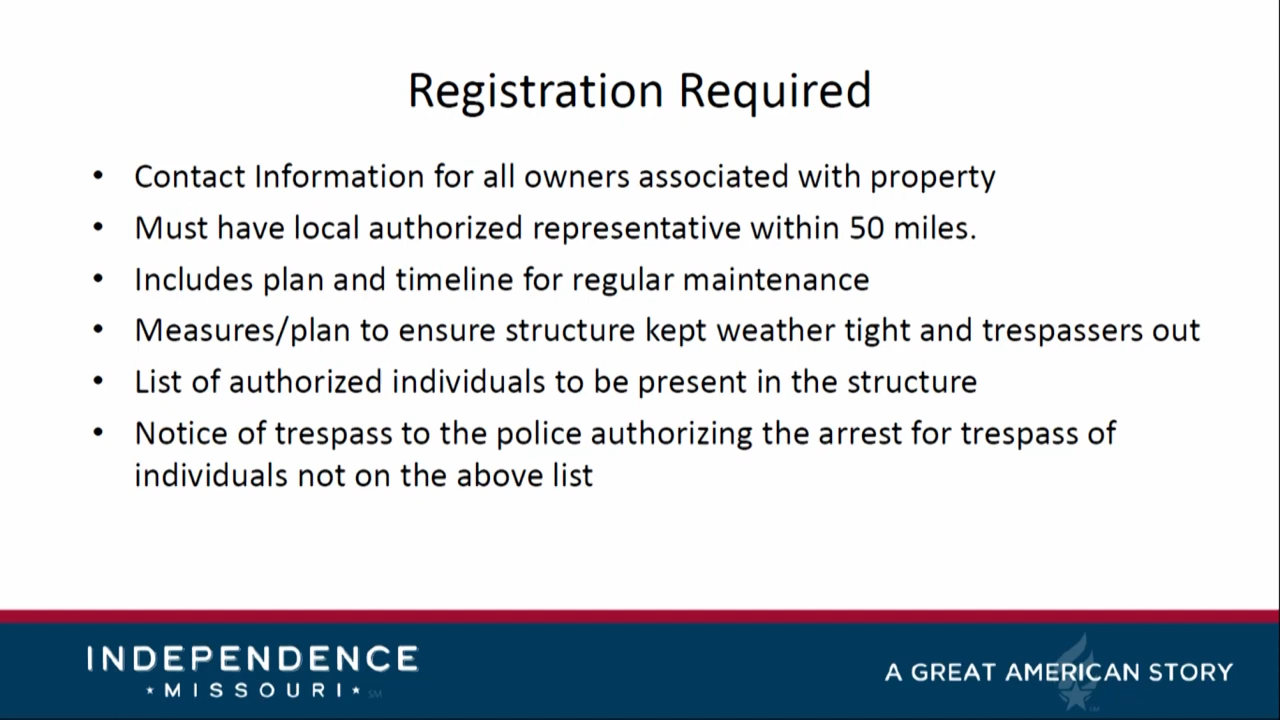 Registration Required
• Contact Information for all owners associated with property
• Must have local authorized representative within 50 miles.
• Includes plan and timeline for regular maintenance
• Measures/plan to ensure structure kept weather tight and trespassers out
• List of authorized individuals to be present in the structure
• Notice of trespass to the police authorizing the arrest for trespass of
individuals not on the above list
INDEPENDENCE
★ MISSOURI ★ SM
A GREAT AMERICAN STORY